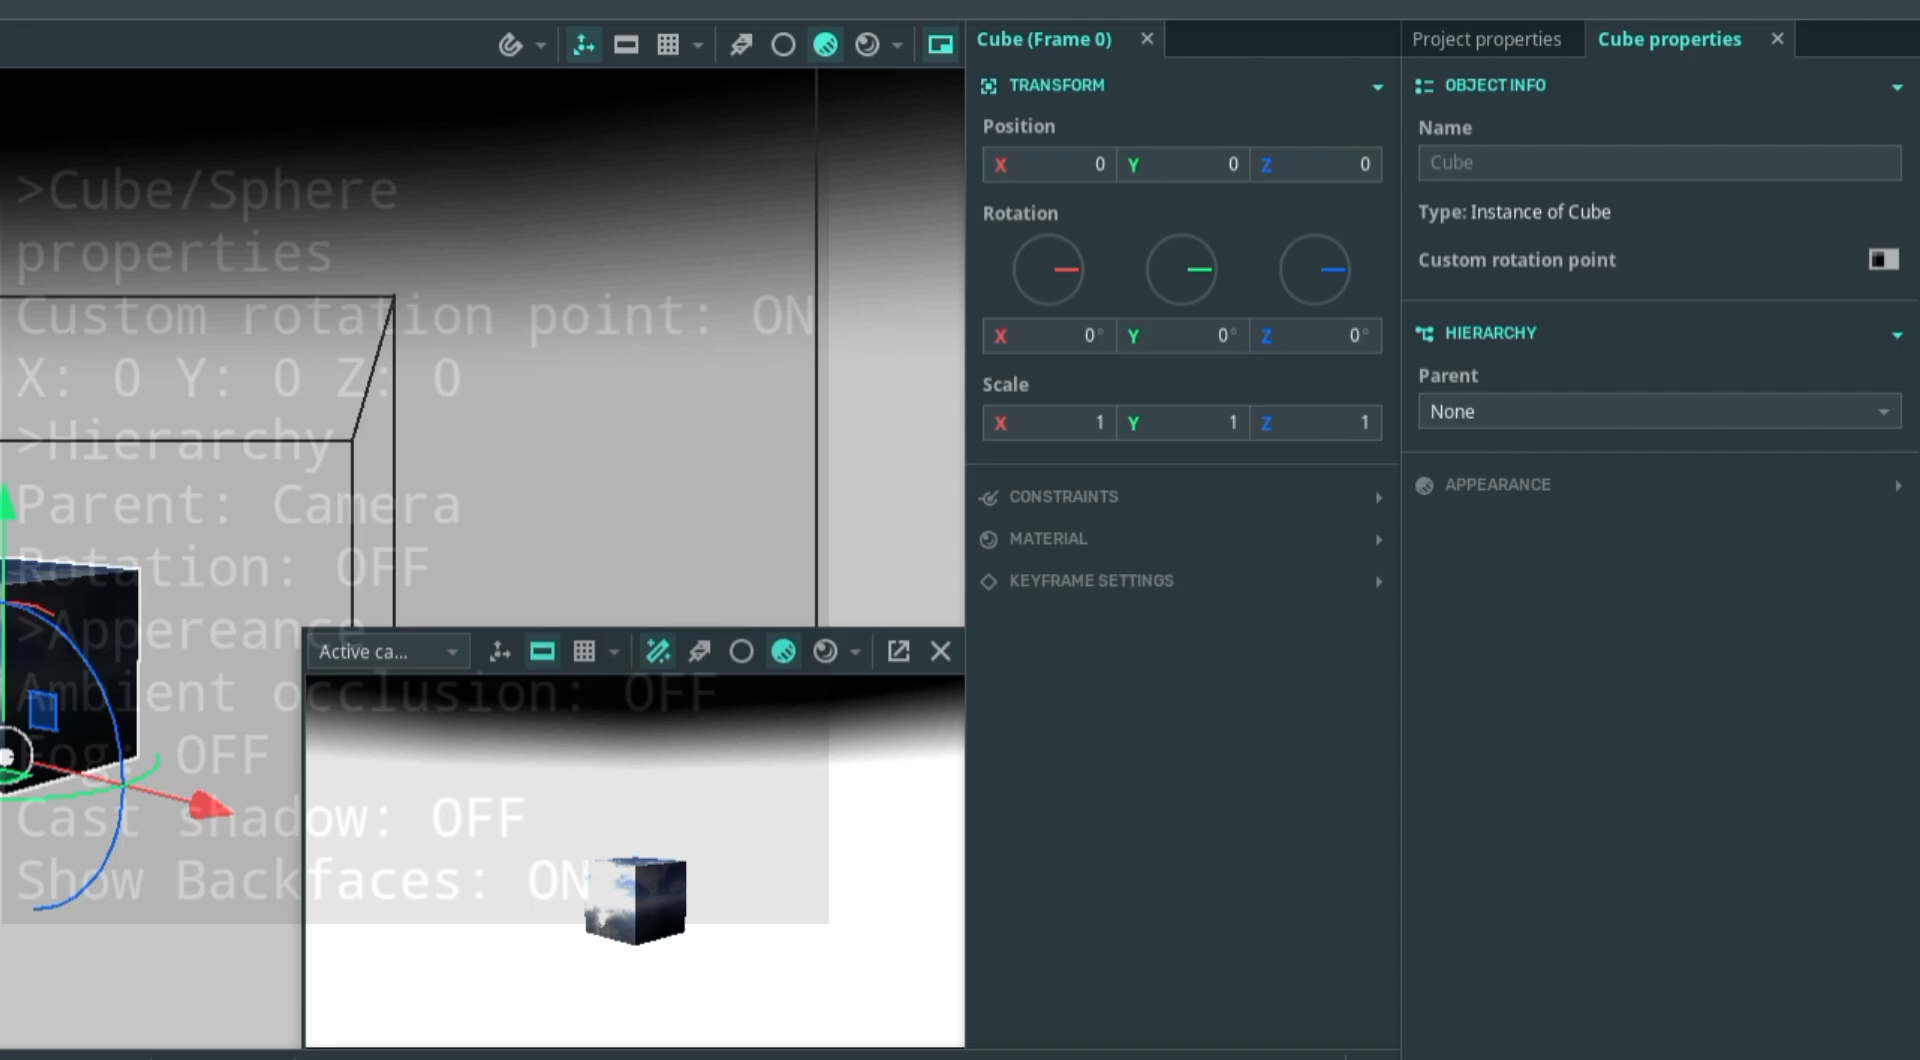 Cube (Frame 0)
Project properties
Cube properties
TRANSFORM
Position
X 0 Y 0 Z 0
Rotation
X 0° Y 0° Z 0°
Scale
X 1 Y 1 Z 1
CONSTRAINTS
MATERIAL
KEYFRAME SETTINGS
OBJECT INFO
Name
Cube
Type: Instance of Cube
Custom rotation point
HIERARCHY
Parent
None
APPEARANCE
>Cube/Sphere
properties
Custom rotation point: ON
X: 0 Y: 0 Z: 0
>Hierarchy
Parent: Camera
Rotation: OFF
>Appereance
Ambient occlusion: OFF
Fog: OFF
Cast shadow: OFF
Show Backfaces: ON
Active ca...